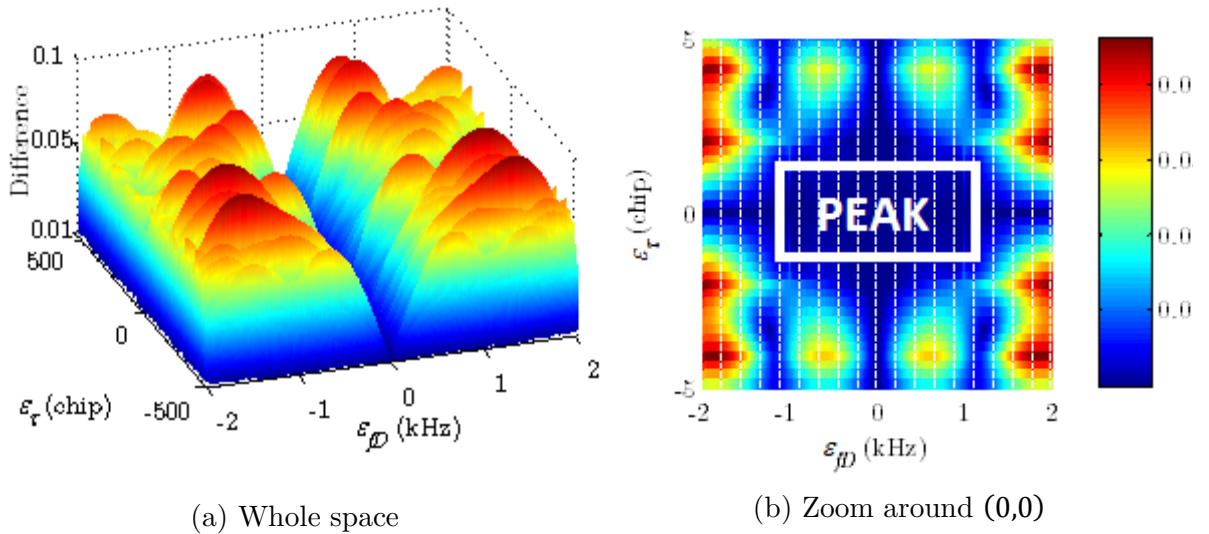 0.1
0.05
0.01
Difference
500
0
-500
ε_τ (chip)
-2
-1
0
1
2
ε_fD (kHz)
(a) Whole space
5
0
-5
ε_τ (chip)
PEAK
-2
-1
0
1
2
ε_fD (kHz)
0.0
0.0
0.0
0.0
(b) Zoom around (0,0)